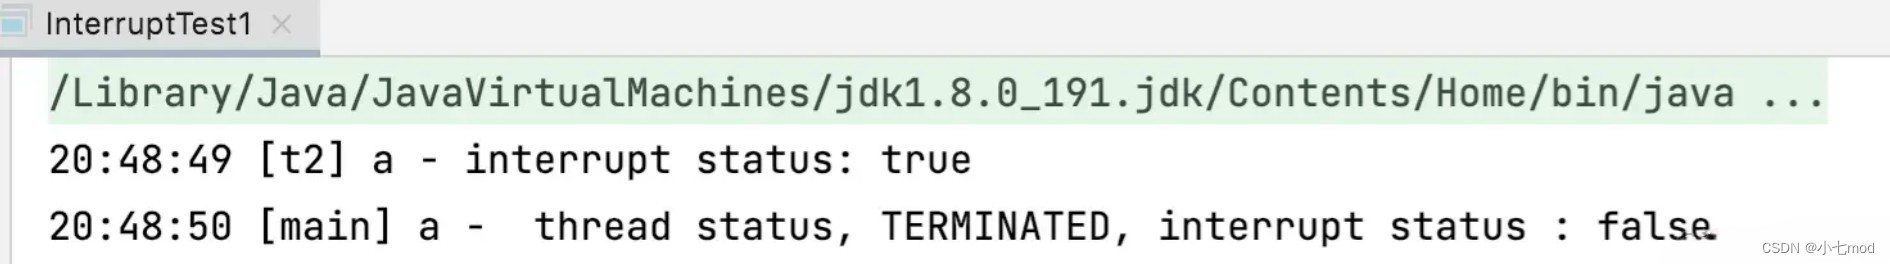 InterruptTest1
/Library/Java/JavaVirtualMachines/jdk1.8.0_191.jdk/Contents/Home/bin/java ...
20:48:49 [t2] a - interrupt status: true
20:48:50 [main] a -  thread status, TERMINATED, interrupt status : false
CSDN @小七mod